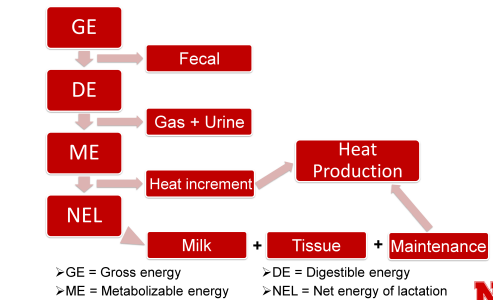 GE
Fecal
DE
Gas + Urine
ME
Heat
Production
Heat increment
NEL
Milk + Tissue + Maintenance
➢GE = Gross energy
➢DE = Digestible energy
➢ME = Metabolizable energy
➢NEL = Net energy of lactation
N